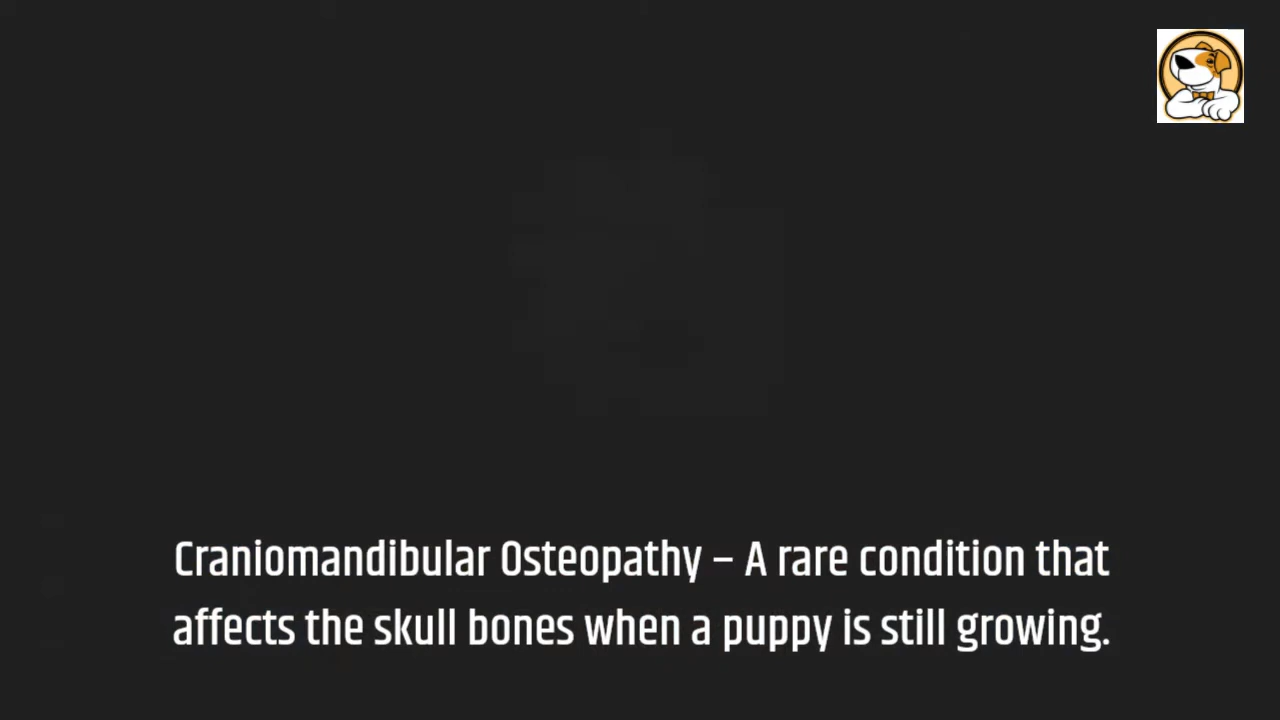 Craniomandibular Osteopathy – A rare condition that
affects the skull bones when a puppy is still growing.